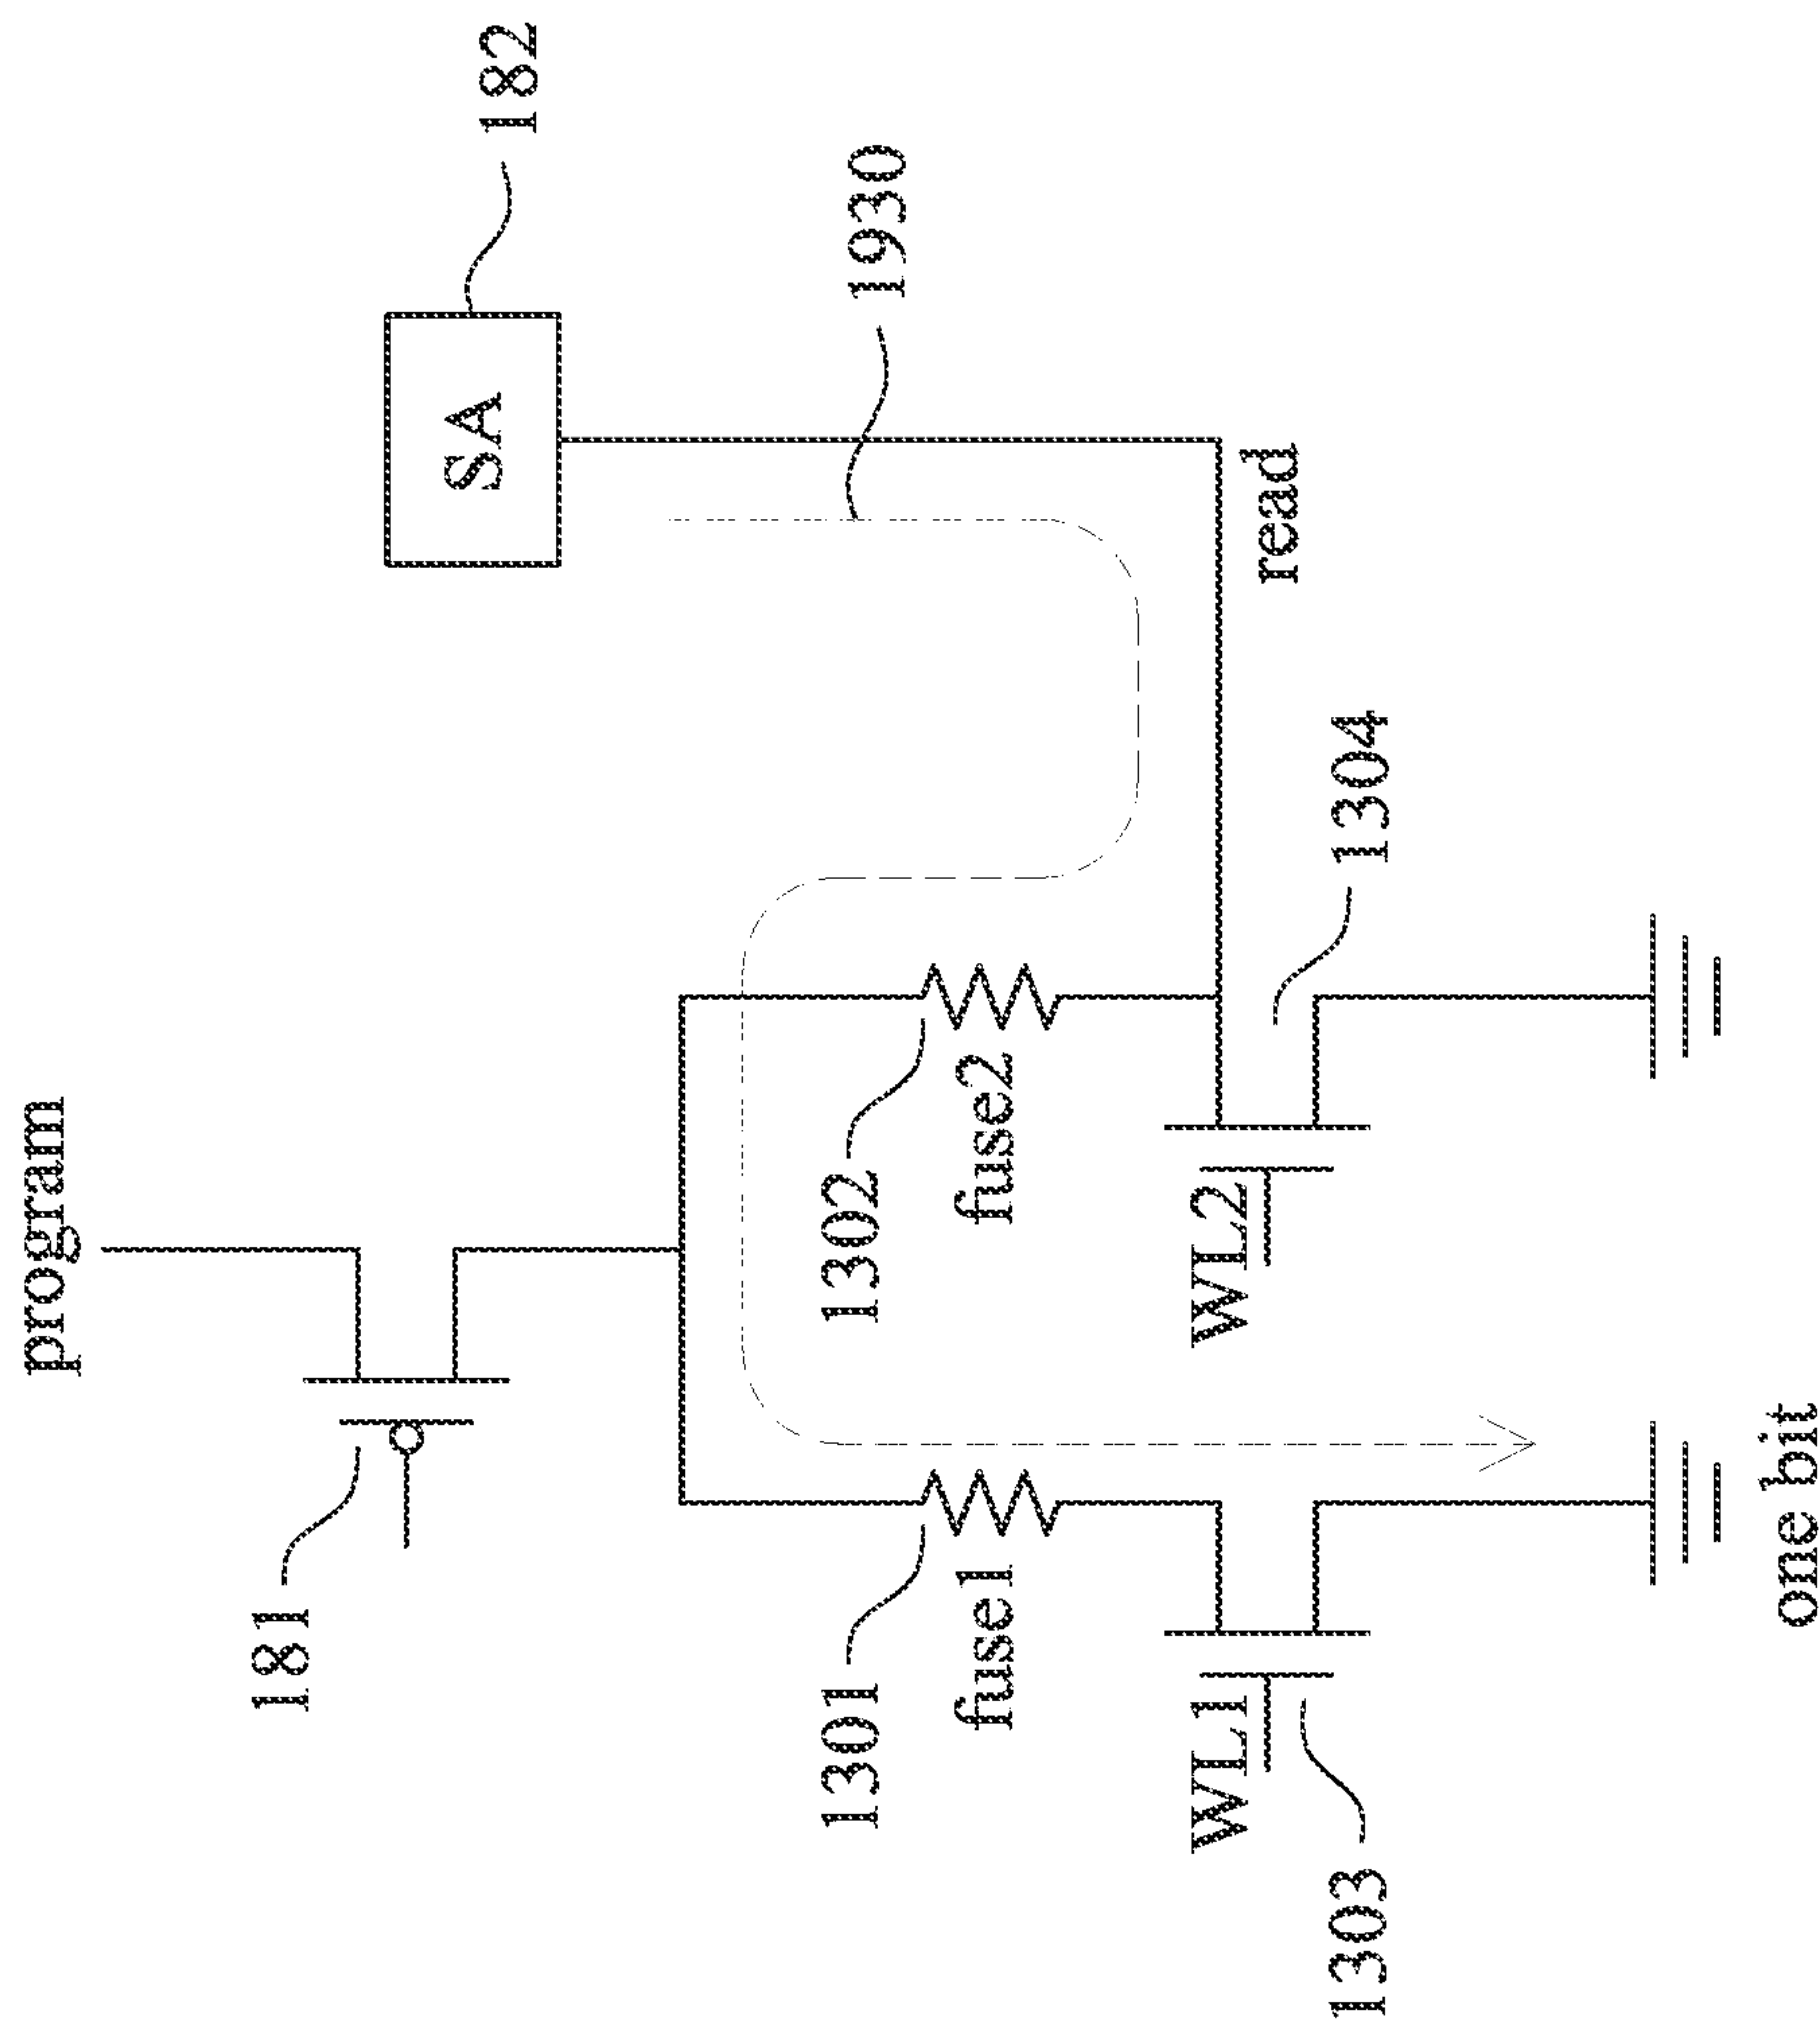 program
181
SA
182
1930
1301
fuse1
1302
fuse2
WL1
1303
WL2
1304
read
one bit